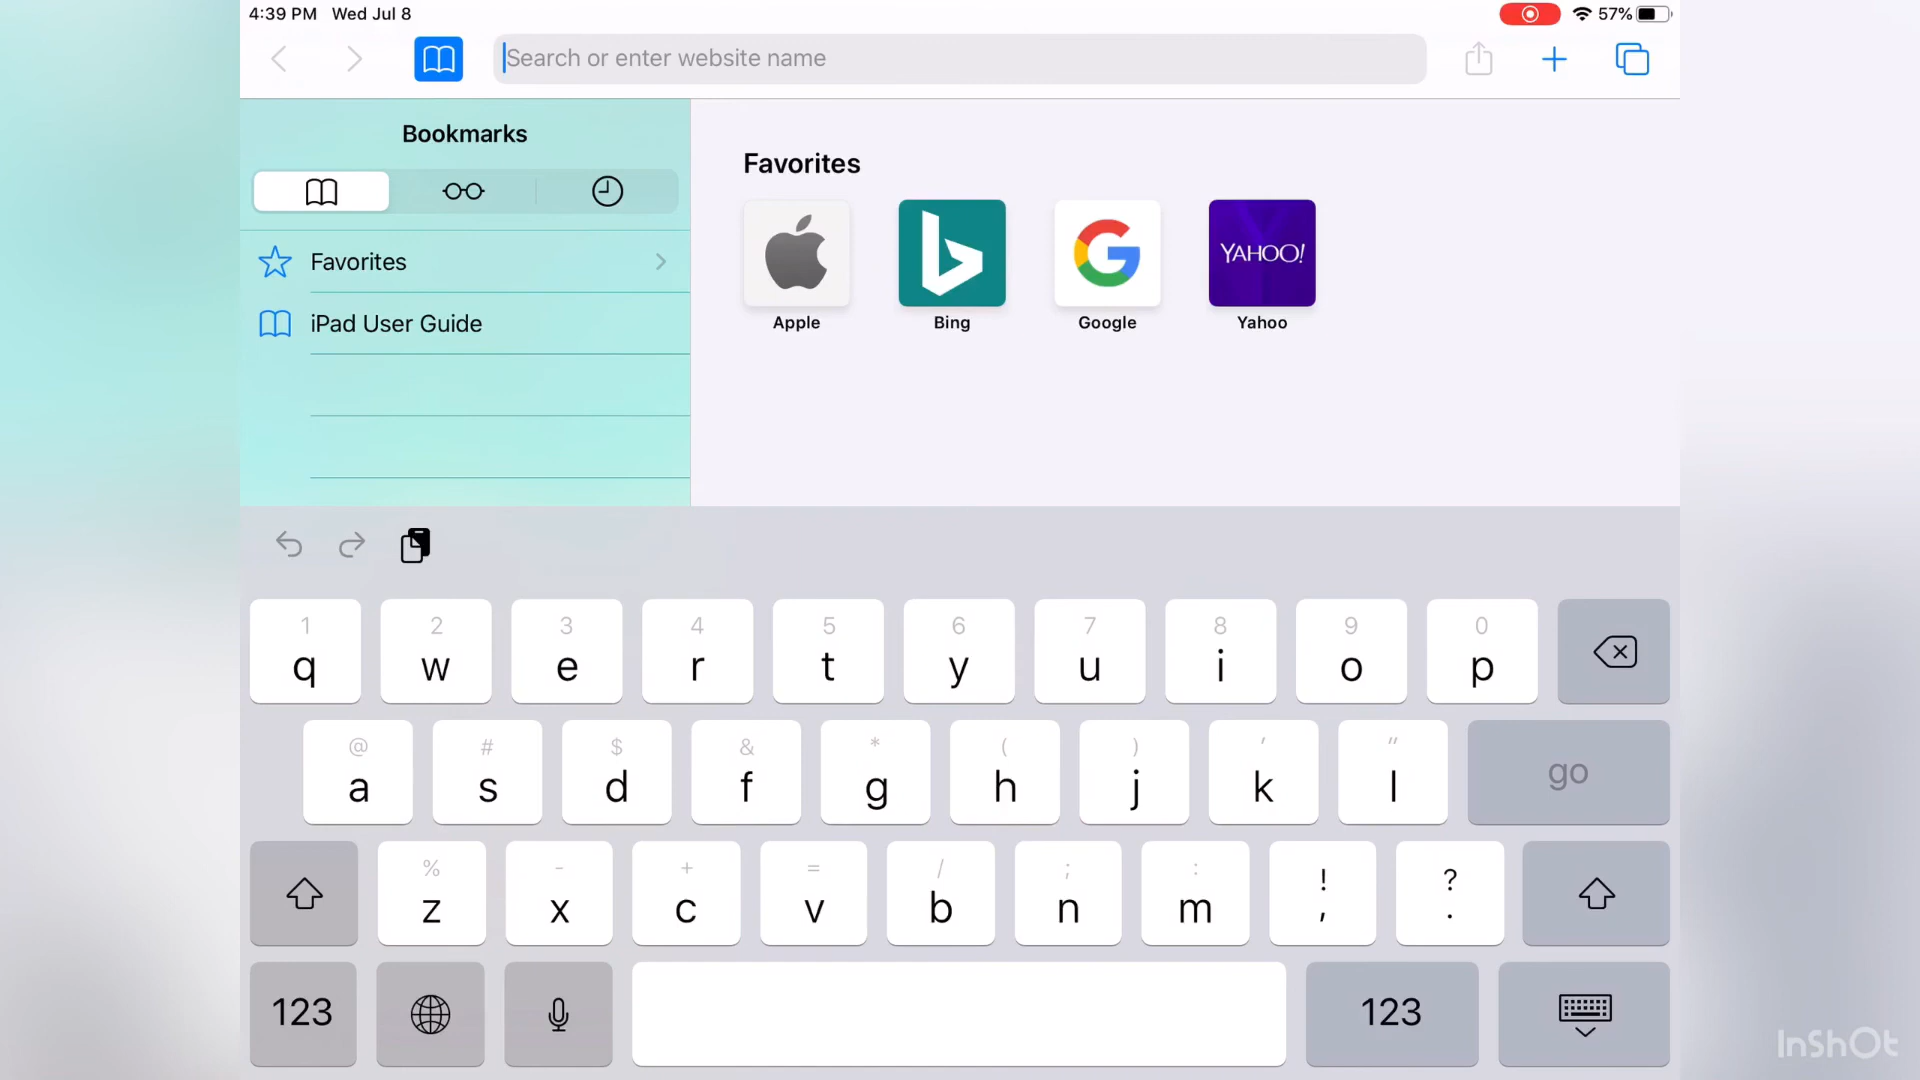 4:39 PM Wed Jul 8 57%
Search or enter website name
Bookmarks
Favorites
iPad User Guide
Favorites
YAHOO!
Apple Bing Google Yahoo
1 2 3 4 5 6 7 8 9 0
q w e r t y u i o p
@ # $ & * ( ) ' "
a s d f g h j k l go
% - + = / ; : ! ?
z x c v b n m , .
123 123
InShOt